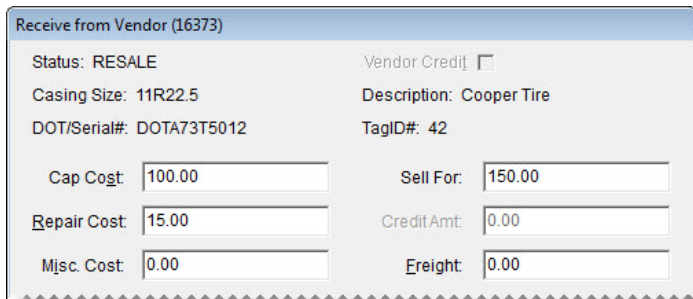 Receive from Vendor (16373)
Status: RESALE Vendor Credit
Casing Size: 11R22.5 Description: Cooper Tire
DOT/Serial#: DOTA73T5012 TagID#: 42
Cap Cost: 100.00 Sell For: 150.00
Repair Cost: 15.00 Credit Amt: 0.00
Misc. Cost: 0.00 Freight: 0.00